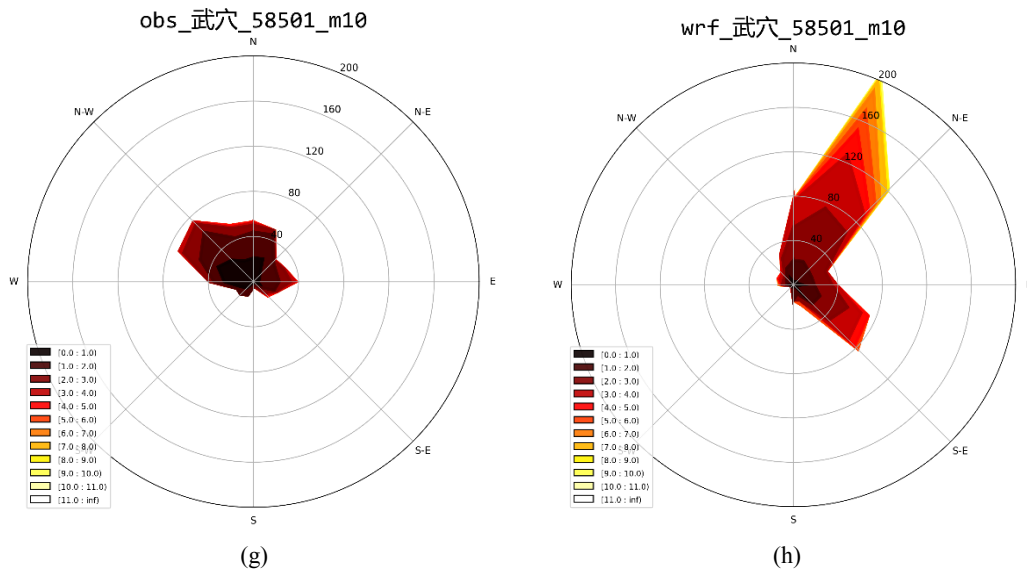 obs_武穴_58501_m10
N
200
N-W
N-E
160
120
80
40
W
E
[0.0 : 1.0)
[1.0 : 2.0)
[2.0 : 3.0)
[3.0 : 4.0)
[4.0 : 5.0)
[5.0 : 6.0)
[6.0 : 7.0)
[7.0 : 8.0)
[8.0 : 9.0)
[9.0 : 10.0)
[10.0 : 11.0)
[11.0 : inf)
S-E
S
(g)
wrf_武穴_58501_m10
N
200
N-W
N-E
160
120
80
40
W
[0.0 : 1.0)
[1.0 : 2.0)
[2.0 : 3.0)
[3.0 : 4.0)
[4.0 : 5.0)
[5.0 : 6.0)
[6.0 : 7.0)
[7.0 : 8.0)
[8.0 : 9.0)
[9.0 : 10.0)
[10.0 : 11.0)
[11.0 : inf)
S-E
S
(h)